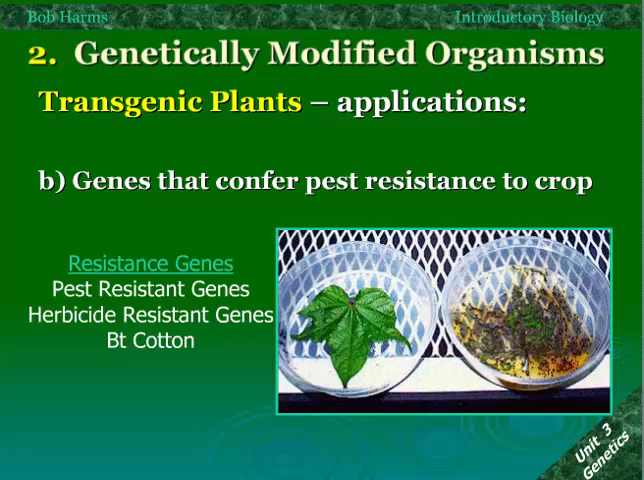 Bob Harms
Introductory Biology
2. Genetically Modified Organisms
Transgenic Plants – applications:
b) Genes that confer pest resistance to crop
Resistance Genes
Pest Resistant Genes
Herbicide Resistant Genes
Bt Cotton
Unit 3
Genetics